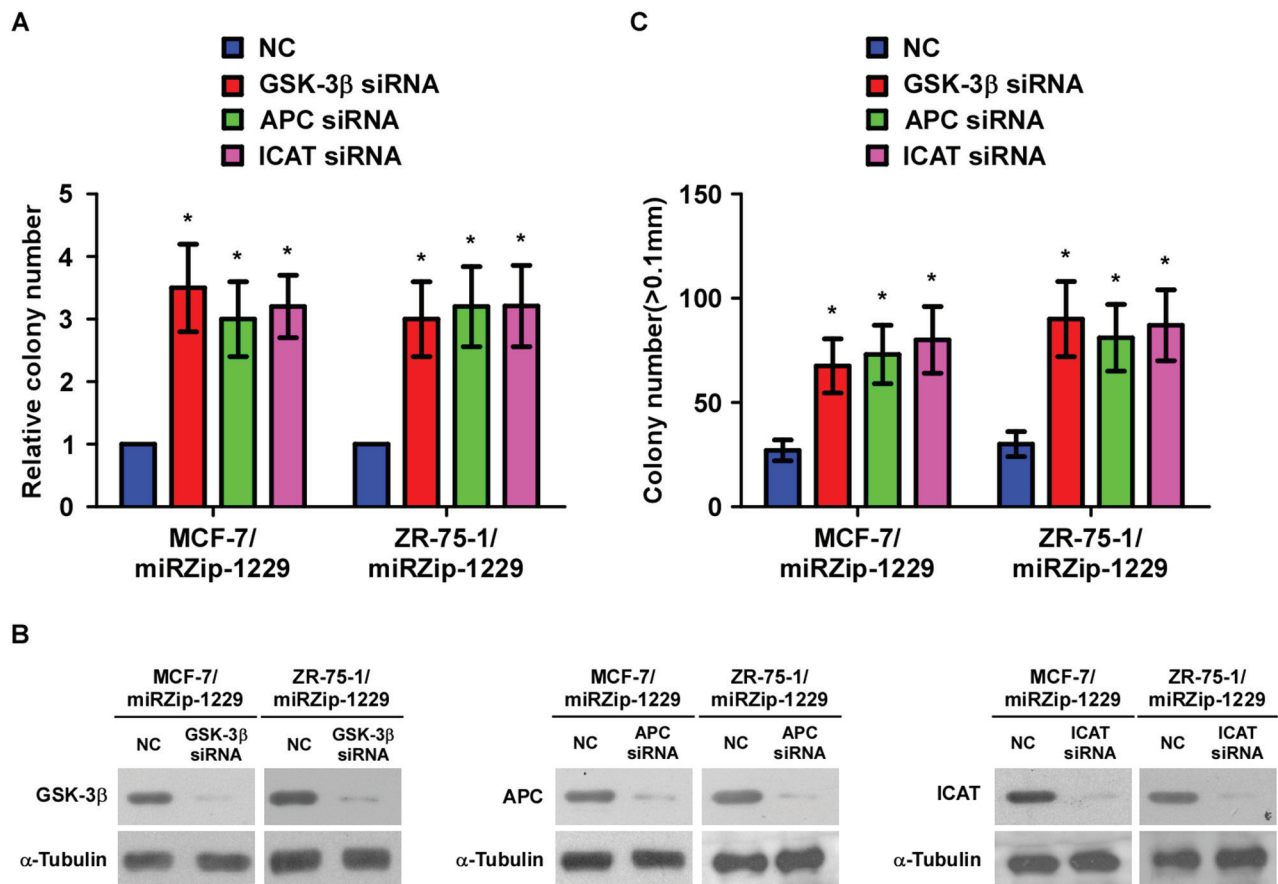 A
NC
GSK-3β siRNA
APC siRNA
ICAT siRNA
Relative colony number
5
4
3
2
1
0
* * * * * *
MCF-7/
miRZip-1229
ZR-75-1/
miRZip-1229
C
NC
GSK-3β siRNA
APC siRNA
ICAT siRNA
Colony number(>0.1mm)
150
100
50
0
* * * * * *
MCF-7/
miRZip-1229
ZR-75-1/
miRZip-1229
B
MCF-7/
miRZip-1229
ZR-75-1/
miRZip-1229
NC
GSK-3β
siRNA
NC
GSK-3β
siRNA
GSK-3β
α-Tubulin
MCF-7/
miRZip-1229
ZR-75-1/
miRZip-1229
NC
APC
siRNA
NC
APC
siRNA
APC
α-Tubulin
MCF-7/
miRZip-1229
ZR-75-1/
miRZip-1229
NC
ICAT
siRNA
NC
ICAT
siRNA
ICAT
α-Tubulin